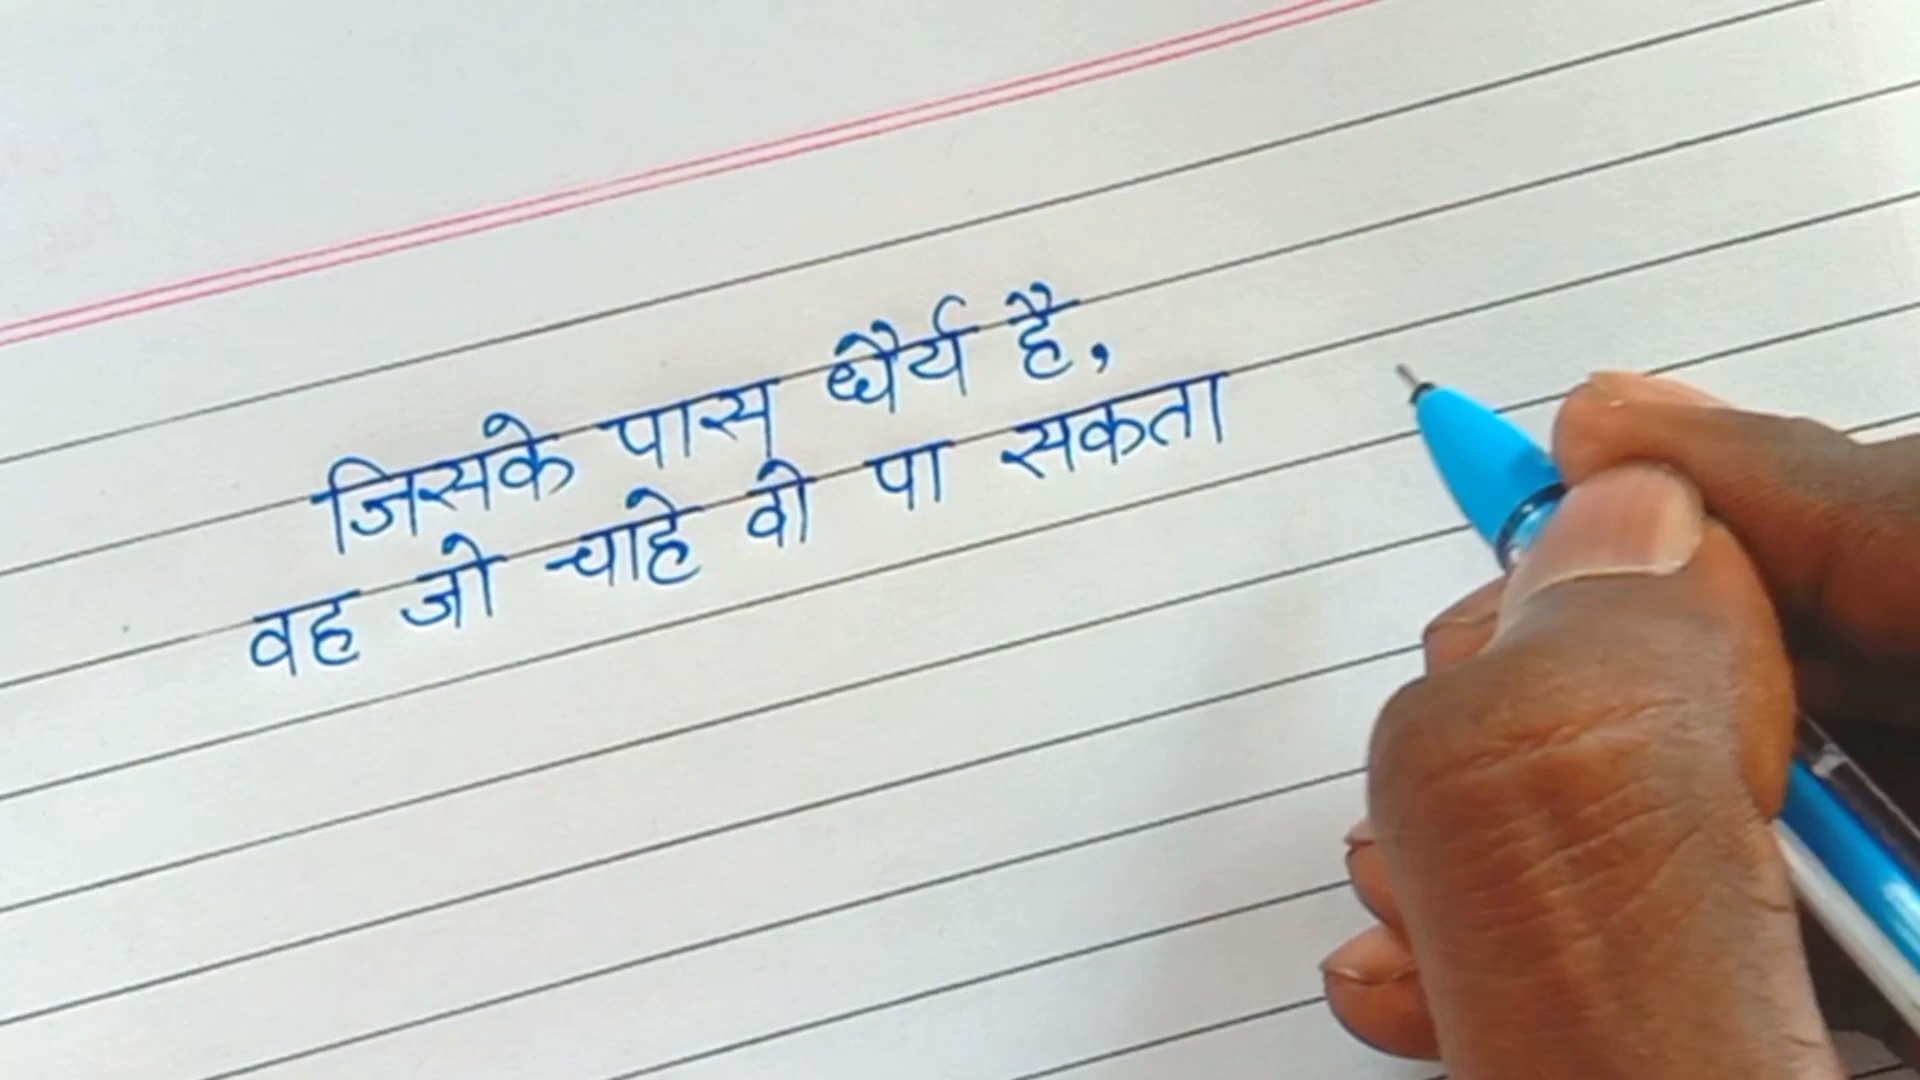 जिसके पास धैर्य है,
वह जो चाहे वो पा सकता